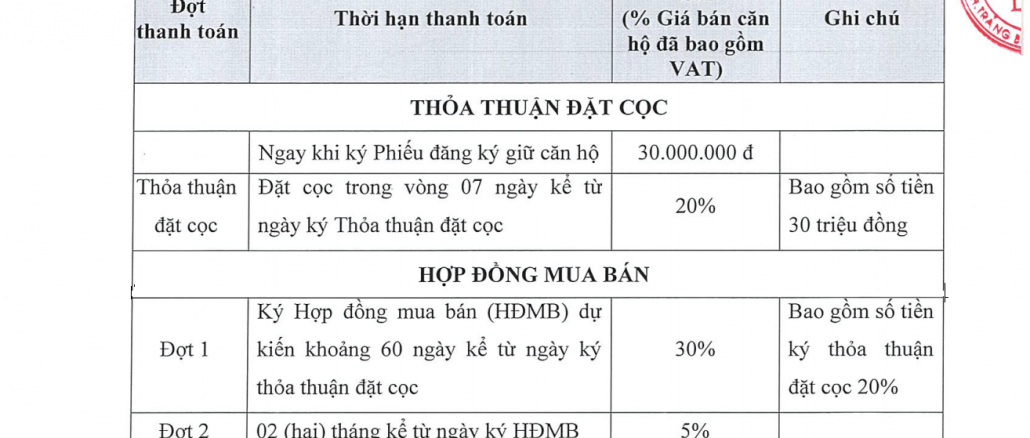 Đợt
thanh toán
Thời hạn thanh toán
(% Giá bán căn
hộ đã bao gồm
VAT)
Ghi chú
TRẢNG B
THỎA THUẬN ĐẶT CỌC
Ngay khi ký Phiếu đăng ký giữ căn hộ
30.000.000 đ
Thỏa thuận
đặt cọc
Đặt cọc trong vòng 07 ngày kể từ
ngày ký Thỏa thuận đặt cọc
20%
Bao gồm số tiền
30 triệu đồng
HỢP ĐỒNG MUA BÁN
Đợt 1
Ký Hợp đồng mua bán (HĐMB) dự
kiến khoảng 60 ngày kể từ ngày ký
thỏa thuận đặt cọc
30%
Bao gồm số tiền
ký thỏa thuận
đặt cọc 20%
Đợt 2
02 (hai) tháng kể từ ngày ký HĐMB
5%